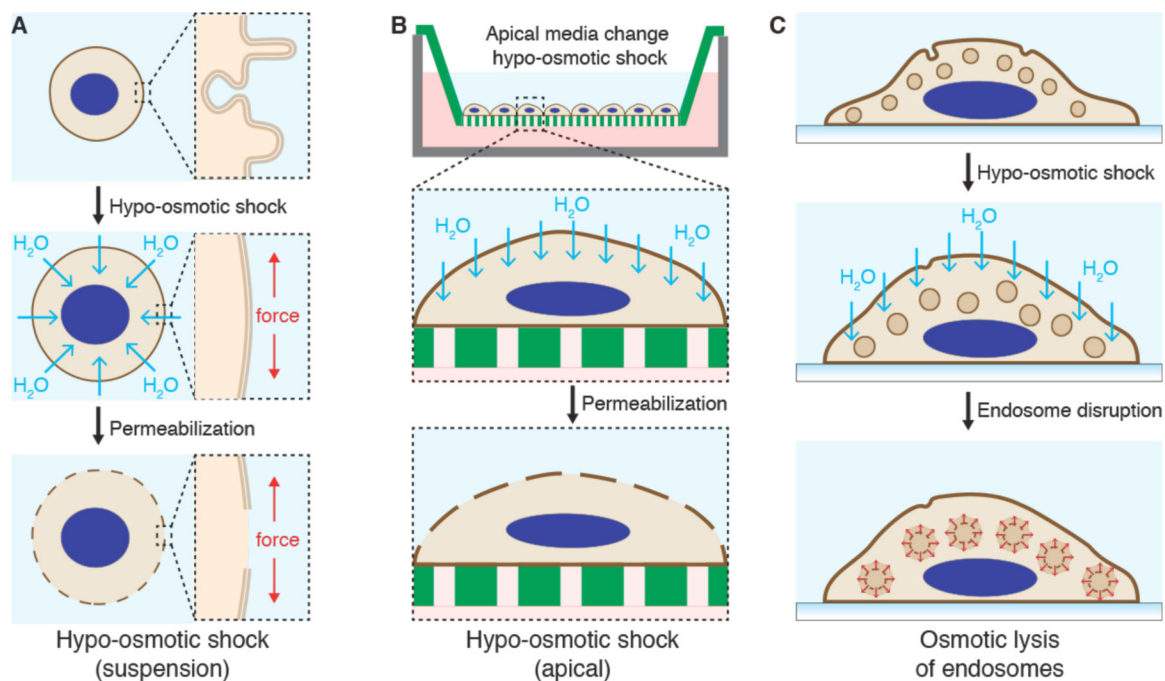 A
Hypo-osmotic shock
H₂O
H₂O
H₂O
H₂O
force
Permeabilization
force
Hypo-osmotic shock
(suspension)
B
Apical media change
hypo-osmotic shock
H₂O
H₂O
H₂O
Permeabilization
Hypo-osmotic shock
(apical)
C
Hypo-osmotic shock
H₂O
H₂O
H₂O
Endosome disruption
Osmotic lysis
of endosomes